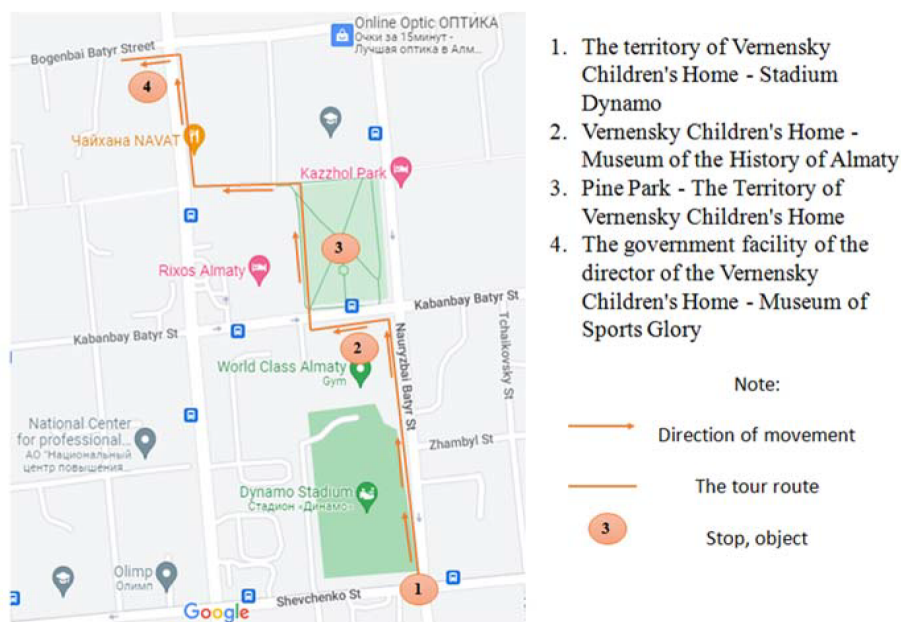 Online Optic ОПТИКА
Очки за 15минут -
Лучшая оптика в Алм...
Bogenbai Batyr Street
4
Чайхана NAVAT
Kazzhol Park
3
Rixos Almaty
Kabanbay Batyr St
Kabanbay Batyr St
Nauryzbai Batyr St
Tchaikovsky St
2
World Class Almaty
Gym
National Center
for professional...
АО "Национальный
центр повышения...
Zhambyl St
Dynamo Stadium
Стадион «Динамо»
Olimp
Олимп
1
Shevchenko St
Google
1. The territory of Vernensky
Children's Home - Stadium
Dynamo
2. Vernensky Children's Home -
Museum of the History of Almaty
3. Pine Park - The Territory of
Vernensky Children's Home
4. The government facility of the
director of the Vernensky
Children's Home - Museum of
Sports Glory
Note:
Direction of movement
The tour route
3
Stop, object